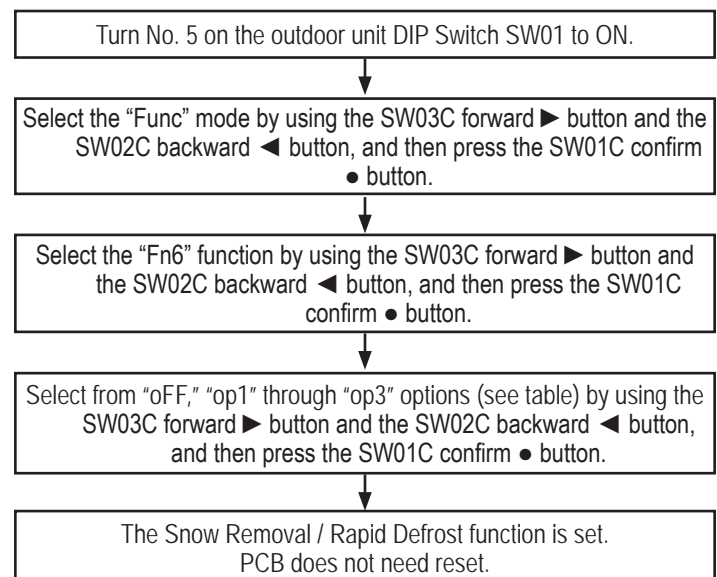 Turn No. 5 on the outdoor unit DIP Switch SW01 to ON.
Select the “Func” mode by using the SW03C forward ► button and the
SW02C backward ◄ button, and then press the SW01C confirm
● button.
Select the “Fn6” function by using the SW03C forward ► button and
the SW02C backward ◄ button, and then press the SW01C
confirm ● button.
Select from “oFF,” “op1” through “op3” options (see table) by using the
SW03C forward ► button and the SW02C backward ◄ button,
and then press the SW01C confirm ● button.
The Snow Removal / Rapid Defrost function is set.
PCB does not need reset.